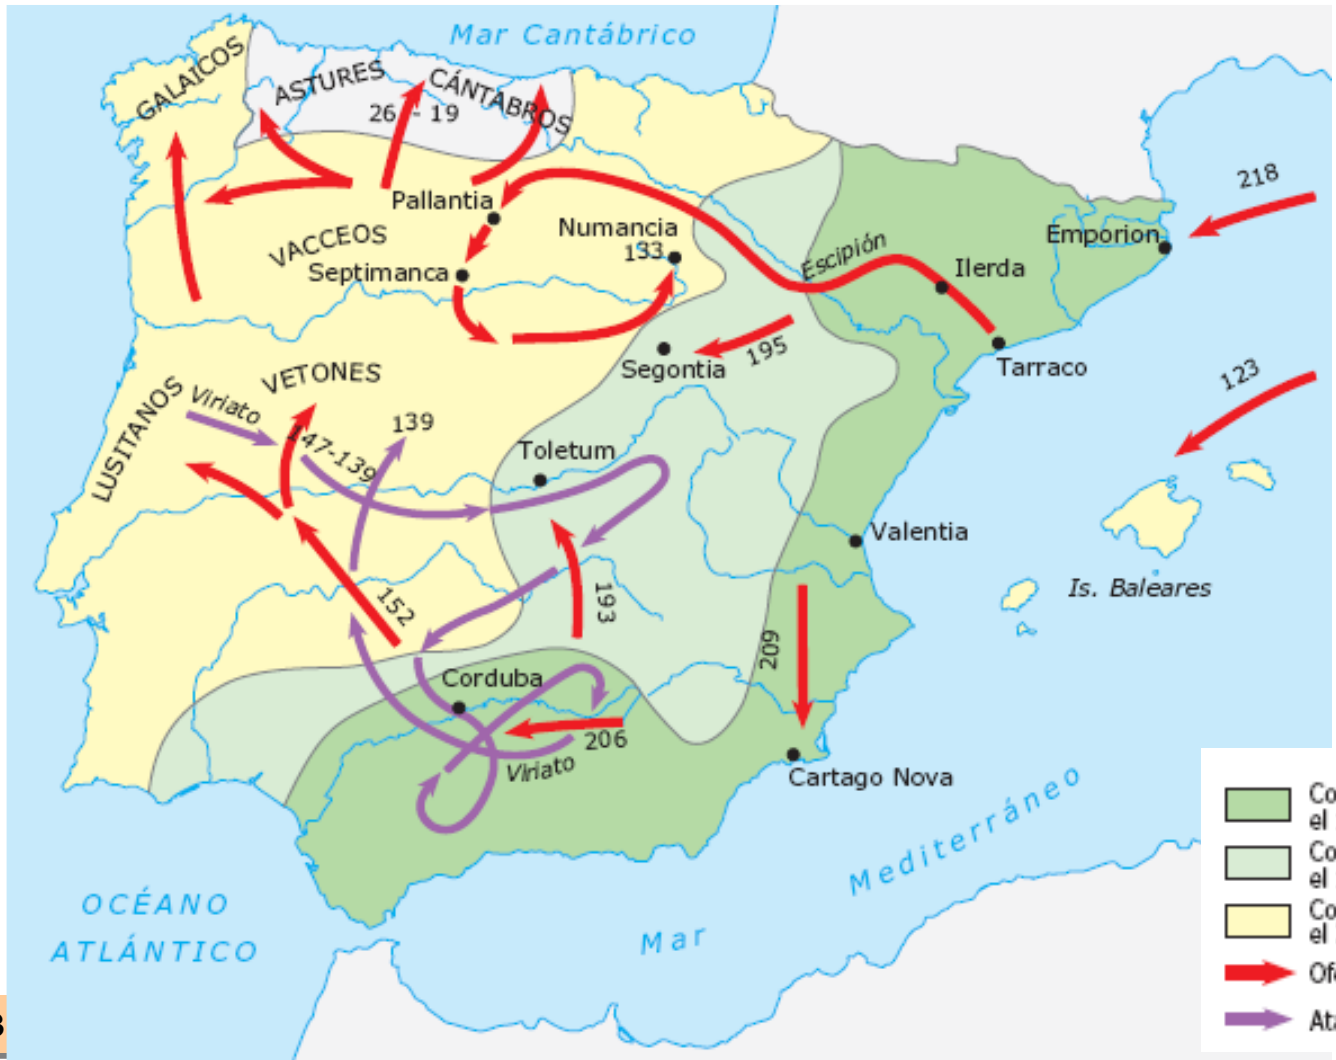 Mar Cantábrico
GALAICOS
ASTURES
CÁNTABROS
26 - 19
218
Pallantia
Numancia
133
VACCEOS
Septimanca
Escipión
Emporion
Ilerda
Tarraco
195
Segontia
123
VETONES
LUSITANOS
Viriato
147-139
139
Toletum
Valentia
Is. Baleares
152
193
209
Corduba
206
Viriato
Cartago Nova
OCÉANO
ATLÁNTICO
Mar
Mediterráneo
Co
el
Co
el
Co
el
Ofa
Ata